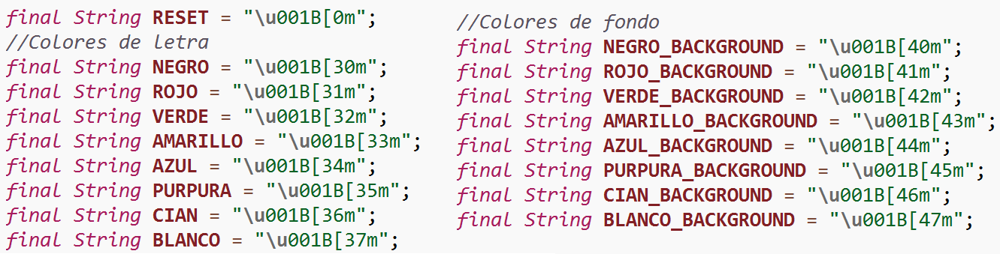 final String RESET = "\u001B[0m";
//Colores de letra
final String NEGRO = "\u001B[30m";
final String ROJO = "\u001B[31m";
final String VERDE = "\u001B[32m";
final String AMARILLO = "\u001B[33m";
final String AZUL = "\u001B[34m";
final String PURPURA = "\u001B[35m";
final String CIAN = "\u001B[36m";
final String BLANCO = "\u001B[37m";
//Colores de fondo
final String NEGRO_BACKGROUND = "\u001B[40m";
final String ROJO_BACKGROUND = "\u001B[41m";
final String VERDE_BACKGROUND = "\u001B[42m";
final String AMARILLO_BACKGROUND = "\u001B[43m";
final String AZUL_BACKGROUND = "\u001B[44m";
final String PURPURA_BACKGROUND = "\u001B[45m";
final String CIAN_BACKGROUND = "\u001B[46m";
final String BLANCO_BACKGROUND = "\u001B[47m";